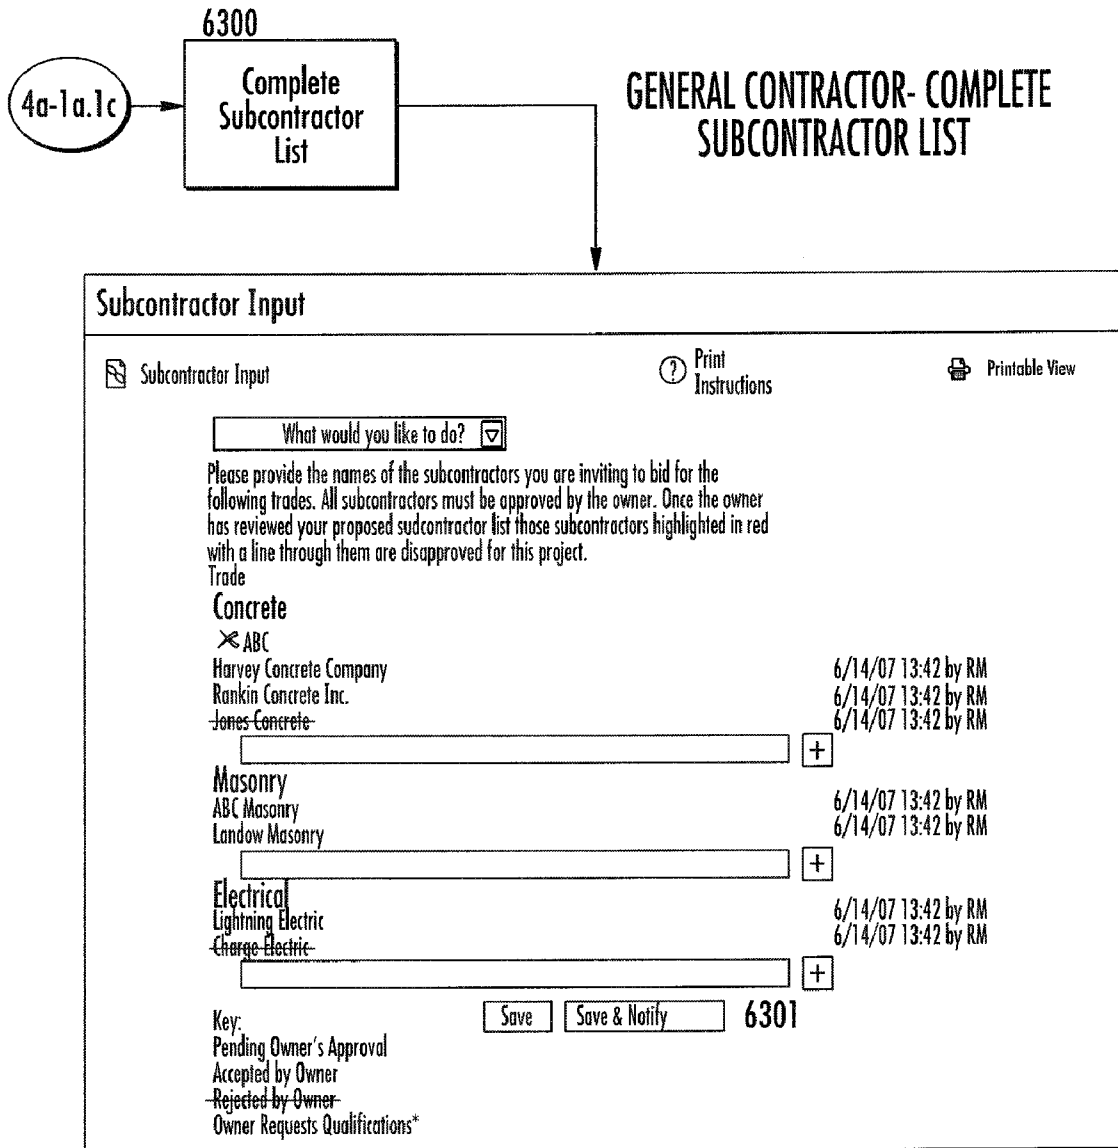 6300
4a-1a.1c
Complete
Subcontractor
List
GENERAL CONTRACTOR- COMPLETE
SUBCONTRACTOR LIST
Subcontractor Input
Subcontractor Input
? Print
Instructions
Printable View
What would you like to do?
Please provide the names of the subcontractors you are inviting to bid for the
following trades. All subcontractors must be approved by the owner. Once the owner
has reviewed your proposed sudcontractor list those subcontractors highlighted in red
with a line through them are disapproved for this project.
Trade
Concrete
ABC
Harvey Concrete Company 6/14/07 13:42 by RM
Rankin Concrete Inc. 6/14/07 13:42 by RM
Jones Concrete 6/14/07 13:42 by RM
+
Masonry
ABC Masonry 6/14/07 13:42 by RM
Landow Masonry 6/14/07 13:42 by RM
+
Electrical
Lightning Electric 6/14/07 13:42 by RM
Charge Electric 6/14/07 13:42 by RM
+
Save Save & Notify 6301
Key:
Pending Owner's Approval
Accepted by Owner
Rejected by Owner
Owner Requests Qualifications*